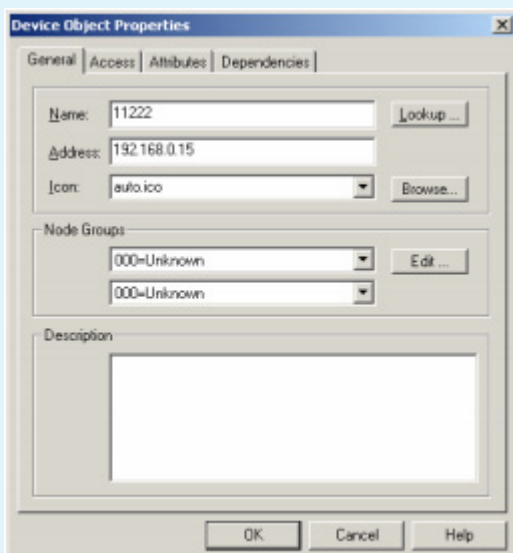 Device Object Properties
General Access Attributes Dependencies
Name: 11222 Lookup ...
Address: 192.168.0.15
Icon: auto.ico Browse...
Node Groups
000=Unknown Edit ...
000=Unknown
Description
OK Cancel Help